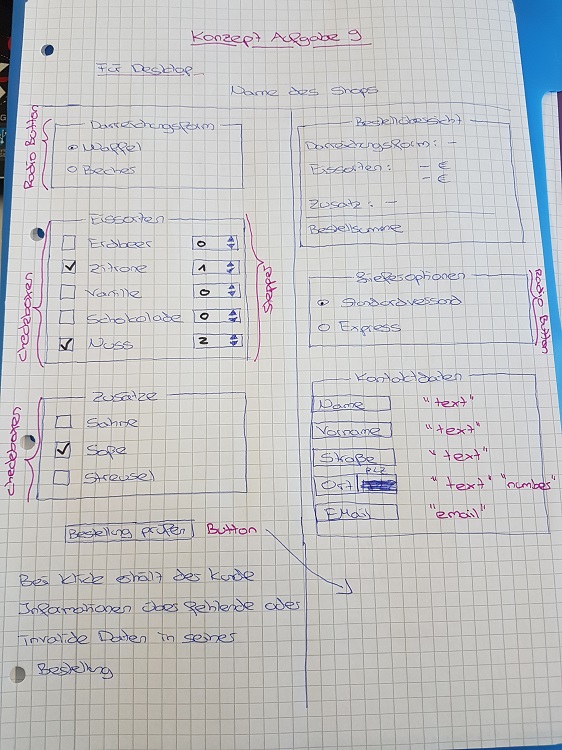 Konzept Aufgabe 9
Für Desktop
Name des Shops
Radio Button
Darreichungsform
Waffel
Becher
Checkboxen
Eissorten
Erdbeer 0
Zitrone 1
Vanille 0
Schokolade 0
Nuss 2
Stepper
Checkboxen
Zusätze
Sahne
Soße
Streusel
Bestellung prüfen Button
Bei Klick erhält der Kunde
Informationen über fehlende oder
invalide Daten in seiner
Bestellung
Bestellübersicht
Darreichungsform: -
Eissorten: - €
- €
Zusatz: -
Bestellsumme
Lieferoptionen
Standardversand
Express
Radio Button
Kontaktdaten
Name "text"
Vorname "text"
Straße "text"
Ort PLZ "text" "number"
EMail "email"